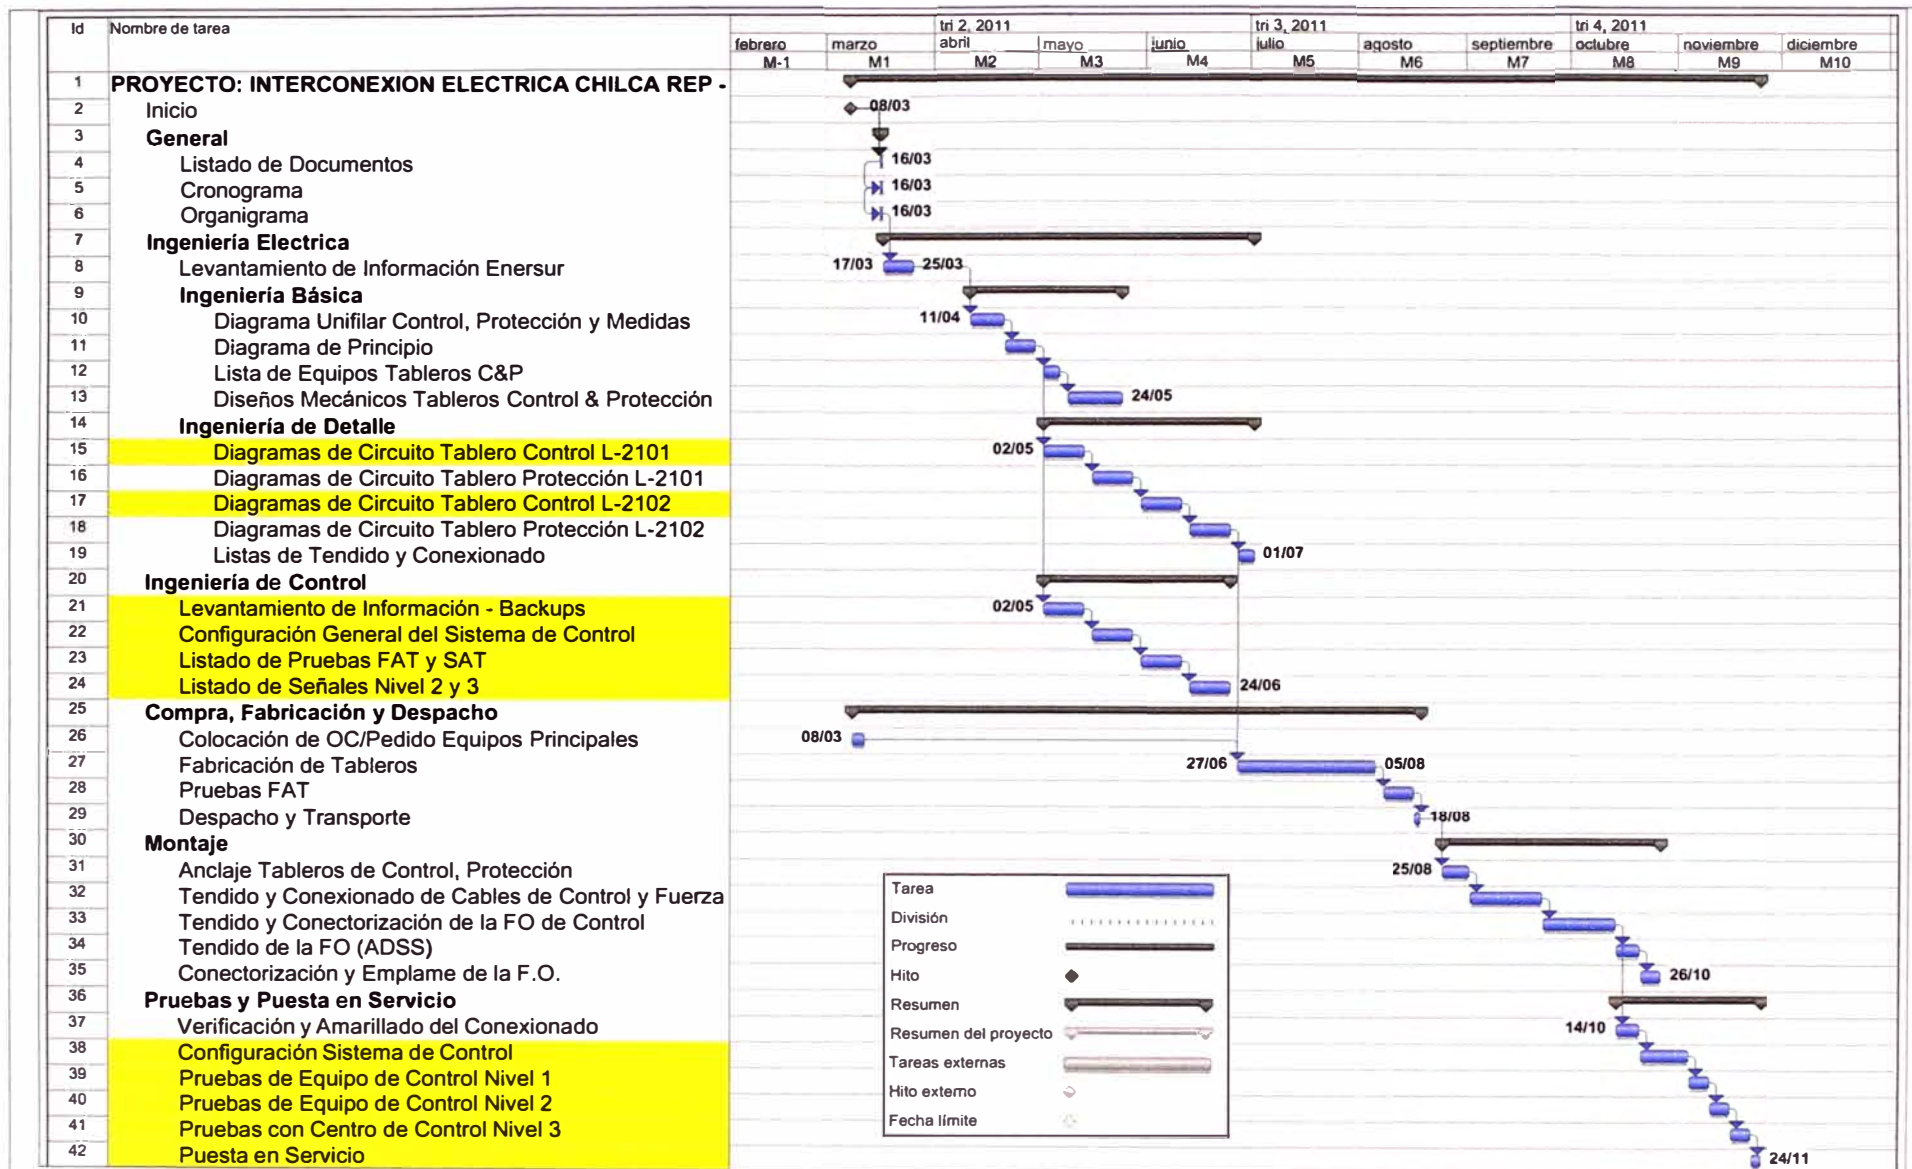 Id Nombre de tarea tri 2, 2011 tri 3, 2011 tri 4, 2011
febrero marzo abril mayo junio julio agosto septiembre octubre noviembre diciembre
M-1 M1 M2 M3 M4 M5 M6 M7 M8 M9 M10
1 PROYECTO: INTERCONEXION ELECTRICA CHILCA REP -
2 Inicio 08/03
3 General
4 Listado de Documentos 16/03
5 Cronograma 16/03
6 Organigrama 16/03
7 Ingeniería Electrica
8 Levantamiento de Información Enersur 17/03 25/03
9 Ingeniería Básica
10 Diagrama Unifilar Control, Protección y Medidas 11/04
11 Diagrama de Principio
12 Lista de Equipos Tableros C&P
13 Diseños Mecánicos Tableros Control & Protección 24/05
14 Ingeniería de Detalle
15 Diagramas de Circuito Tablero Control L-2101 02/05
16 Diagramas de Circuito Tablero Protección L-2101
17 Diagramas de Circuito Tablero Control L-2102
18 Diagramas de Circuito Tablero Protección L-2102
19 Listas de Tendido y Conexionado 01/07
20 Ingeniería de Control
21 Levantamiento de Información - Backups 02/05
22 Configuración General del Sistema de Control
23 Listado de Pruebas FAT y SAT
24 Listado de Señales Nivel 2 y 3 24/06
25 Compra, Fabricación y Despacho
26 Colocación de OC/Pedido Equipos Principales 08/03
27 Fabricación de Tableros 27/06 05/08
28 Pruebas FAT
29 Despacho y Transporte 18/08
30 Montaje
31 Anclaje Tableros de Control, Protección 25/08
32 Tendido y Conexionado de Cables de Control y Fuerza
33 Tendido y Conectorización de la FO de Control
34 Tendido de la FO (ADSS)
35 Conectorización y Emplame de la F.O. 26/10
36 Pruebas y Puesta en Servicio
37 Verificación y Amarillado del Conexionado 14/10
38 Configuración Sistema de Control
39 Pruebas de Equipo de Control Nivel 1
40 Pruebas de Equipo de Control Nivel 2
41 Pruebas con Centro de Control Nivel 3
42 Puesta en Servicio 24/11
Tarea
División
Progreso
Hito
Resumen
Resumen del proyecto
Tareas externas
Hito externo
Fecha límite